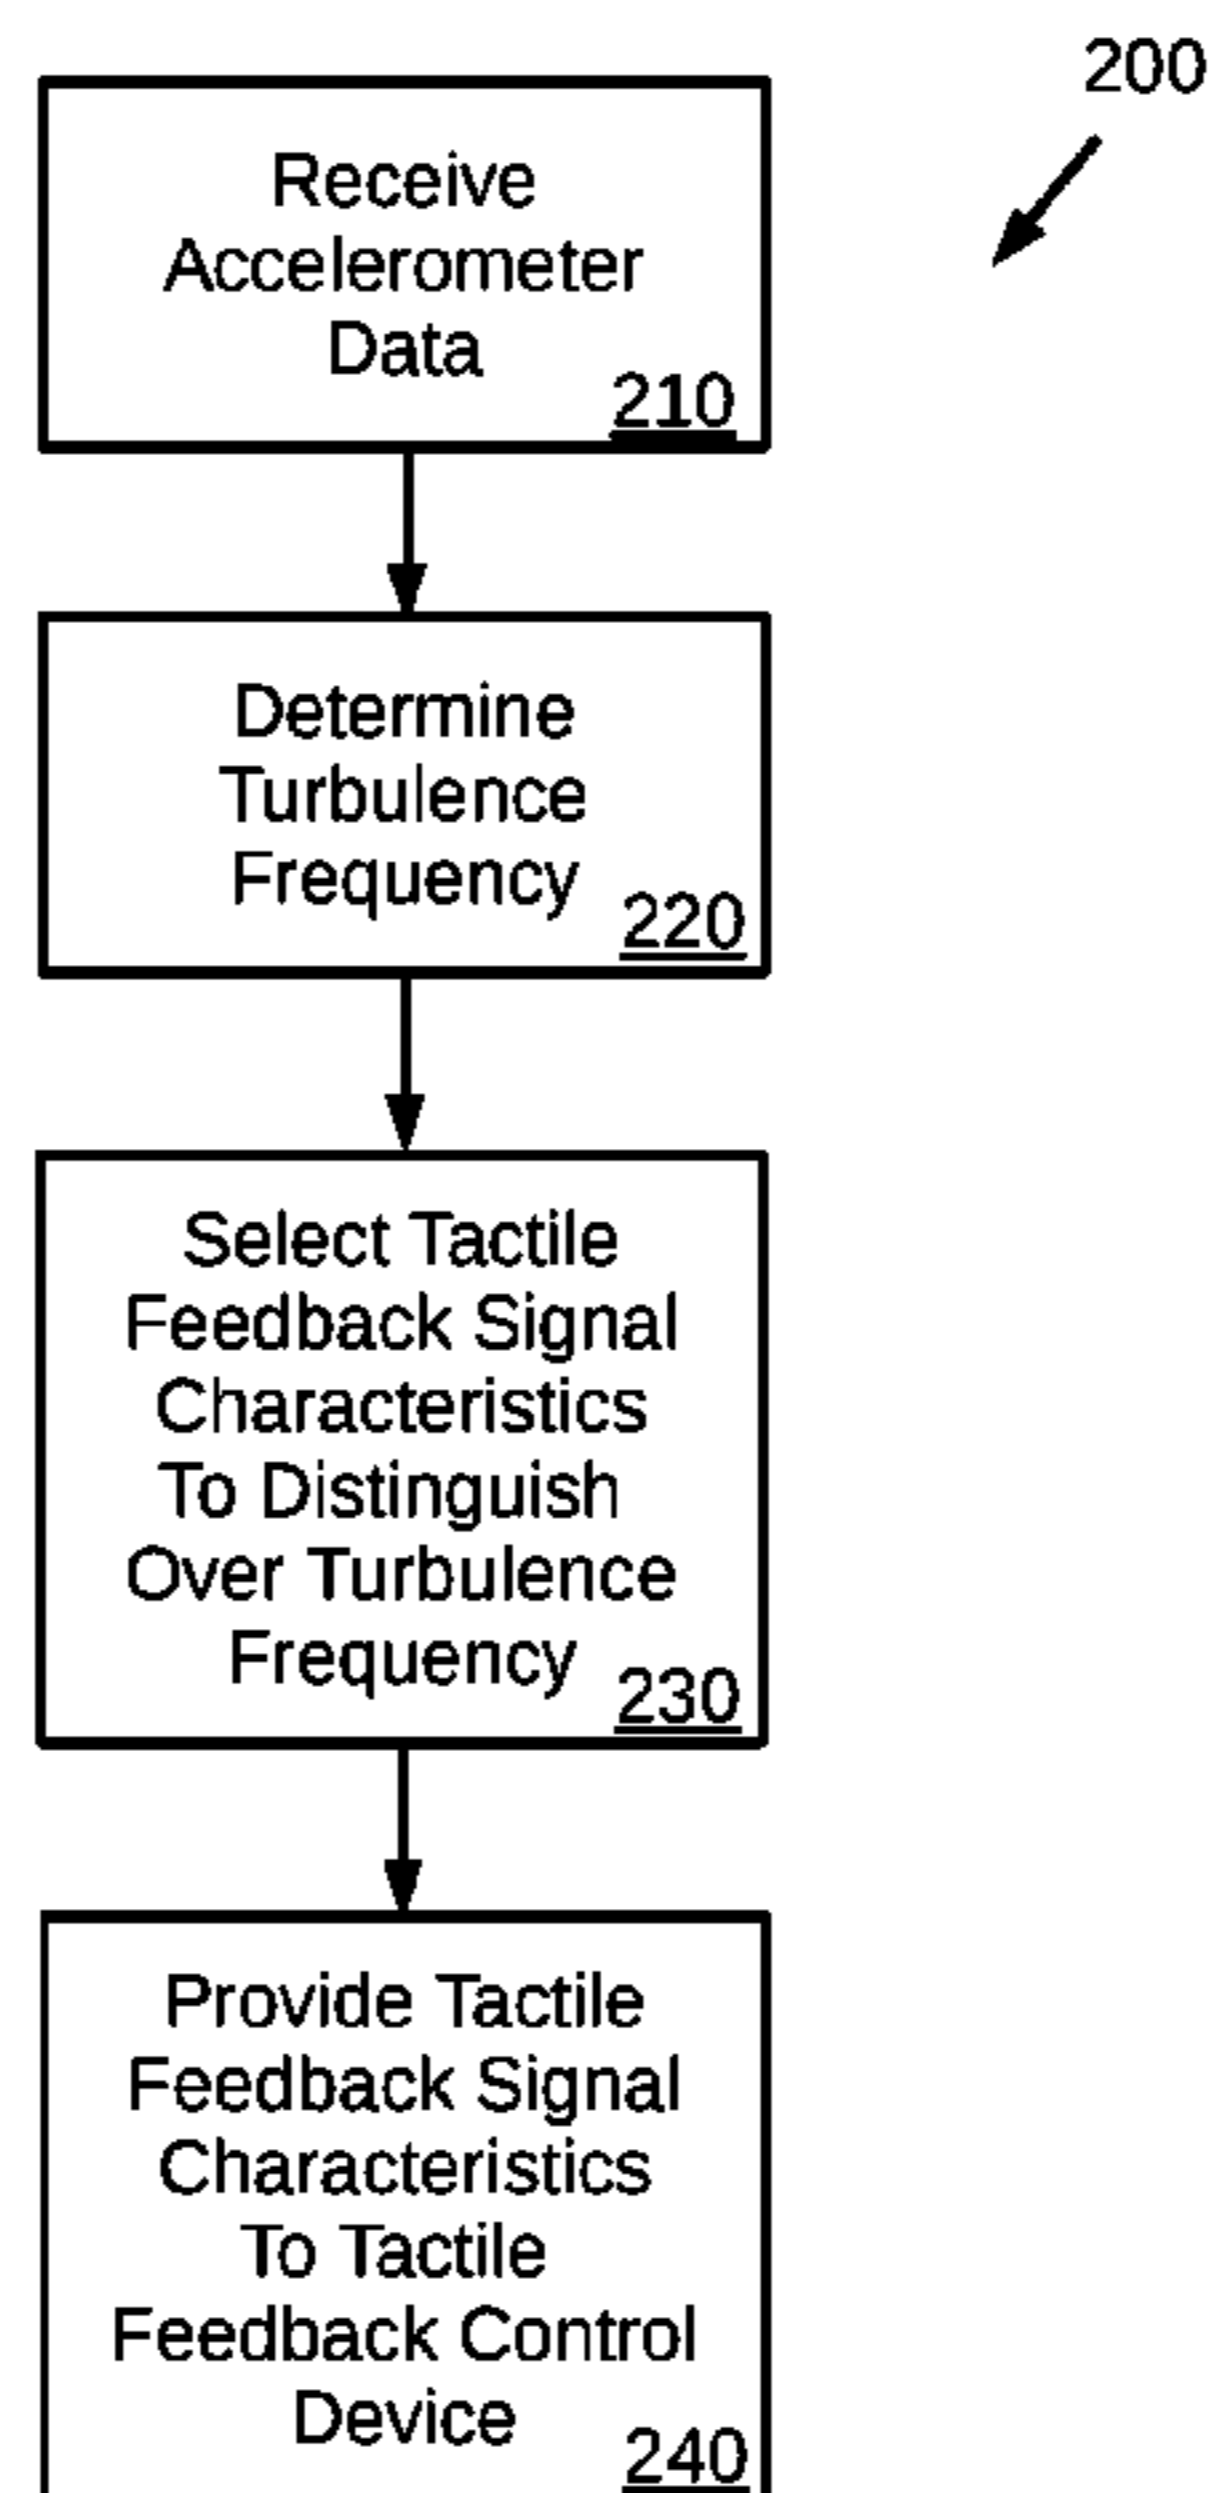 200
Receive
Accelerometer
Data
210
Determine
Turbulence
Frequency
220
Select Tactile
Feedback Signal
Characteristics
To Distinguish
Over Turbulence
Frequency
230
Provide Tactile
Feedback Signal
Characteristics
To Tactile
Feedback Control
Device
240